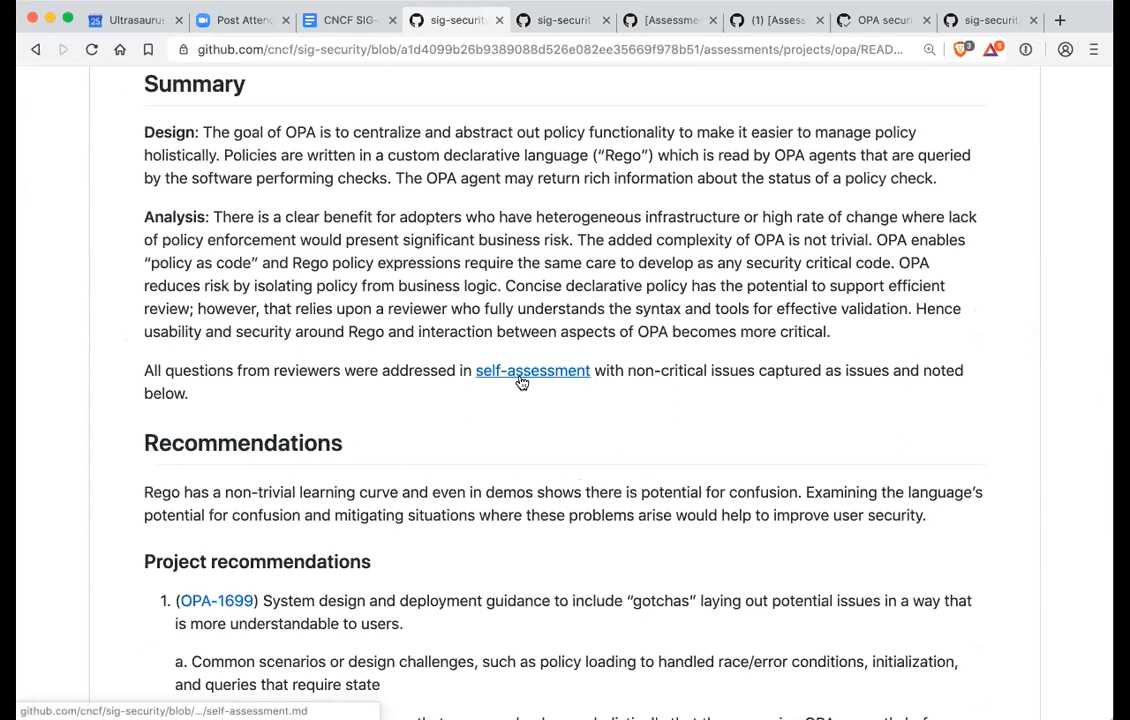 Ultrasauru
Post Atten
CNCF SIG-
sig-security
sig-securit
[Assessme
(1) [Assess
OPA securi
sig-securit
github.com/cncf/sig-security/blob/a1d4099b26b9389088d526e082ee35669f978b51/assessments/projects/opa/READ...
3
5
Summary
Design: The goal of OPA is to centralize and abstract out policy functionality to make it easier to manage policy
holistically. Policies are written in a custom declarative language (“Rego”) which is read by OPA agents that are queried
by the software performing checks. The OPA agent may return rich information about the status of a policy check.
Analysis: There is a clear benefit for adopters who have heterogeneous infrastructure or high rate of change where lack
of policy enforcement would present significant business risk. The added complexity of OPA is not trivial. OPA enables
“policy as code” and Rego policy expressions require the same care to develop as any security critical code. OPA
reduces risk by isolating policy from business logic. Concise declarative policy has the potential to support efficient
review; however, that relies upon a reviewer who fully understands the syntax and tools for effective validation. Hence
usability and security around Rego and interaction between aspects of OPA becomes more critical.
All questions from reviewers were addressed in self-assessment with non-critical issues captured as issues and noted
below.
Recommendations
Rego has a non-trivial learning curve and even in demos shows there is potential for confusion. Examining the language’s
potential for confusion and mitigating situations where these problems arise would help to improve user security.
Project recommendations
1. (OPA-1699) System design and deployment guidance to include “gotchas” laying out potential issues in a way that
is more understandable to users.
a. Common scenarios or design challenges, such as policy loading to handled race/error conditions, initialization,
and queries that require state
github.com/cncf/sig-security/blob/.../self-assessment.md